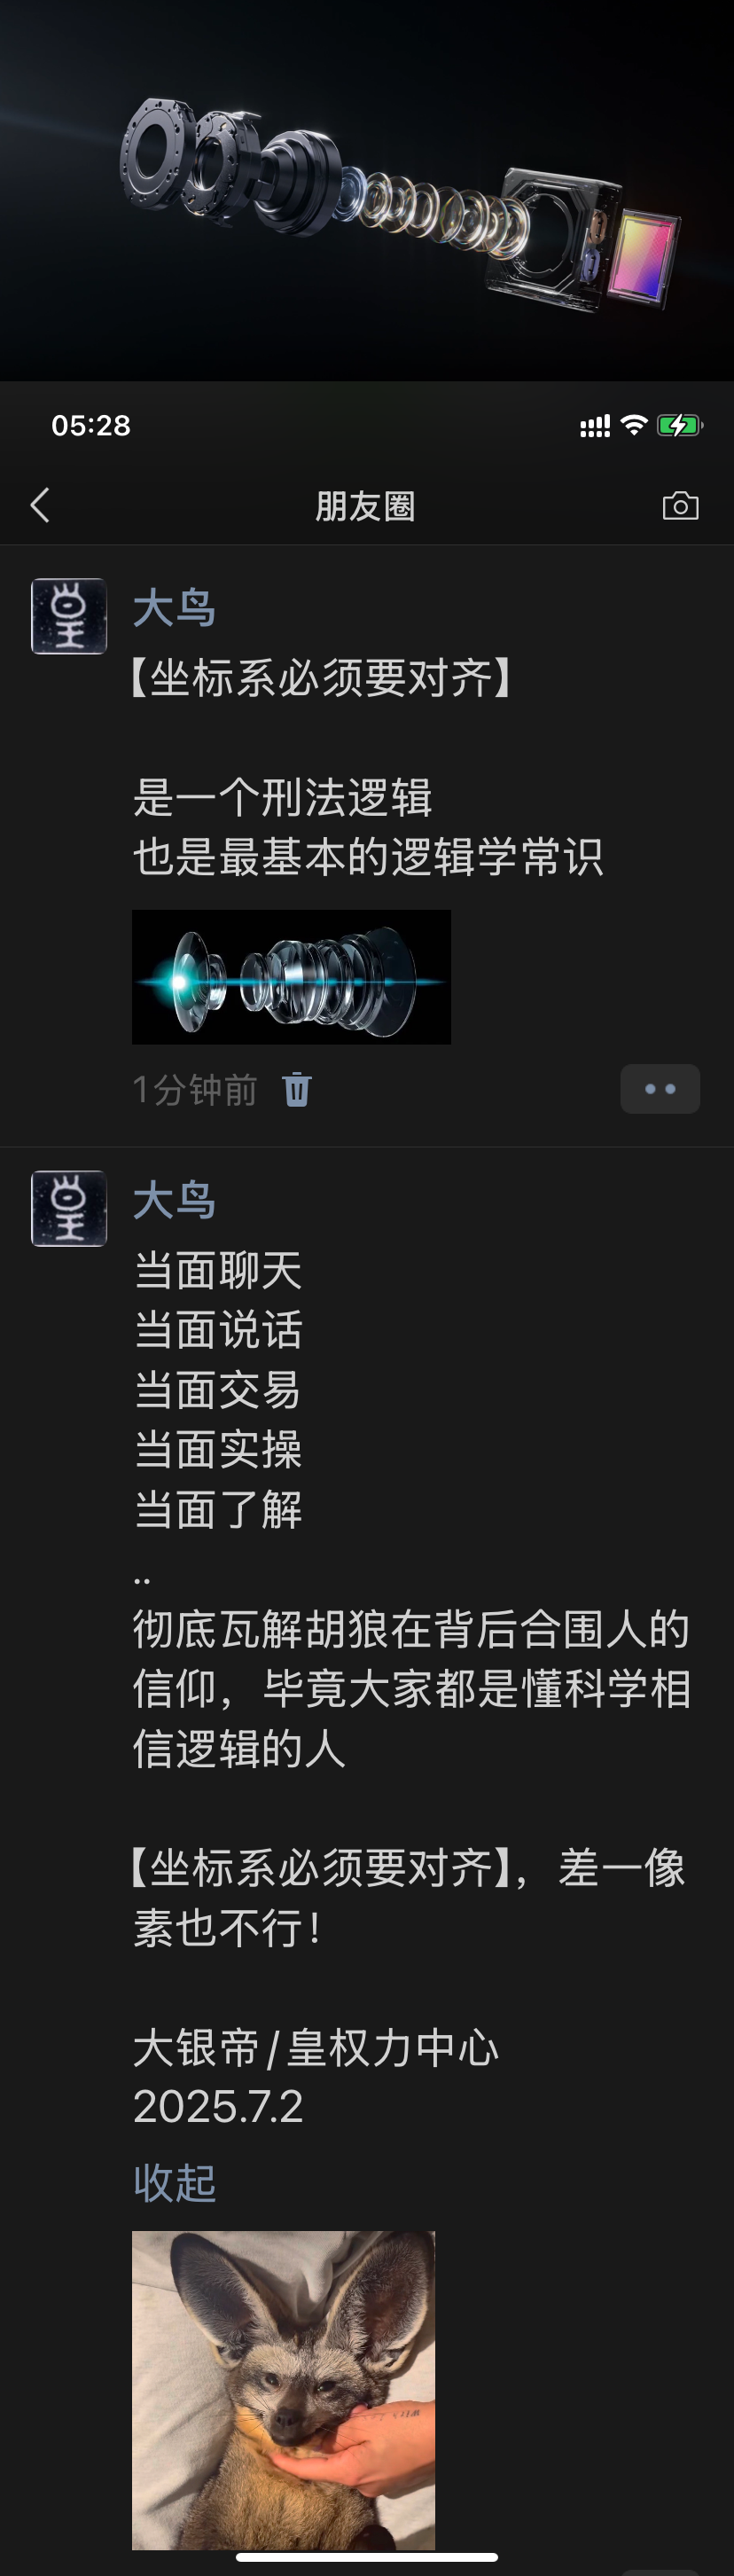 05:28
朋友圈
大鸟
【坐标系必须要对齐】
是一个刑法逻辑
也是最基本的逻辑学常识
1分钟前
大鸟
当面聊天
当面说话
当面交易
当面实操
当面了解
..
彻底瓦解胡狼在背后合围人的
信仰，毕竟大家都是懂科学相
信逻辑的人
【坐标系必须要对齐】，差一像
素也不行！
大银帝/皇权力中心
2025.7.2
收起